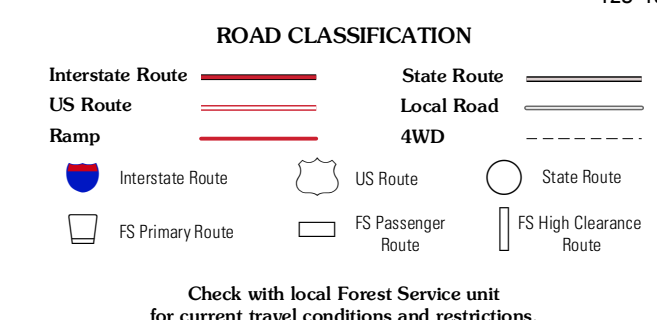 ROAD CLASSIFICATION
Interstate Route
State Route
US Route
Local Road
Ramp
4WD
Interstate Route
US Route
State Route
FS Primary Route
FS Passenger
Route
FS High Clearance
Route
Check with local Forest Service unit
for current travel conditions and restrictions.